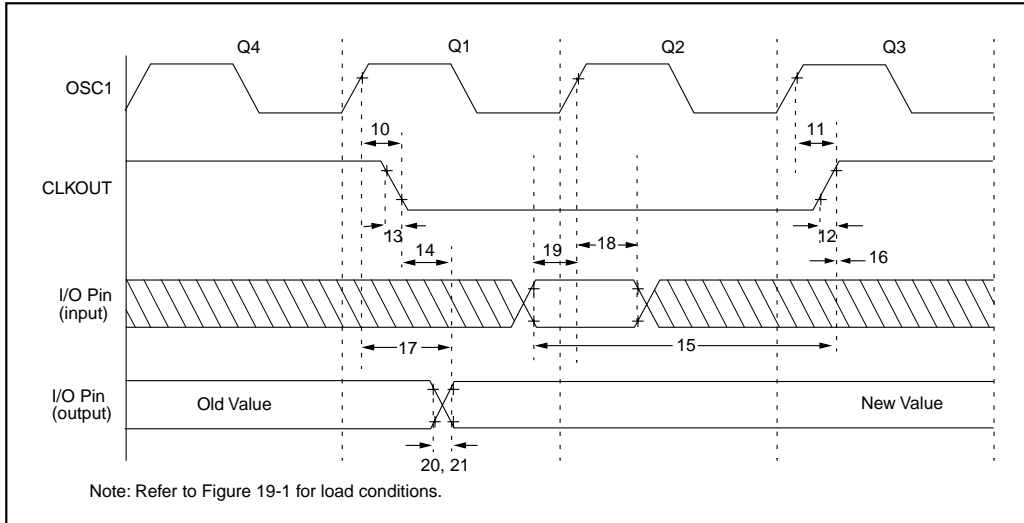 Q4 Q1 Q2 Q3
OSC1
10 11
CLKOUT
13 12
14 19 18 16
I/O Pin
(input)
17 15
I/O Pin
(output)
Old Value New Value
20, 21
Note: Refer to Figure 19-1 for load conditions.